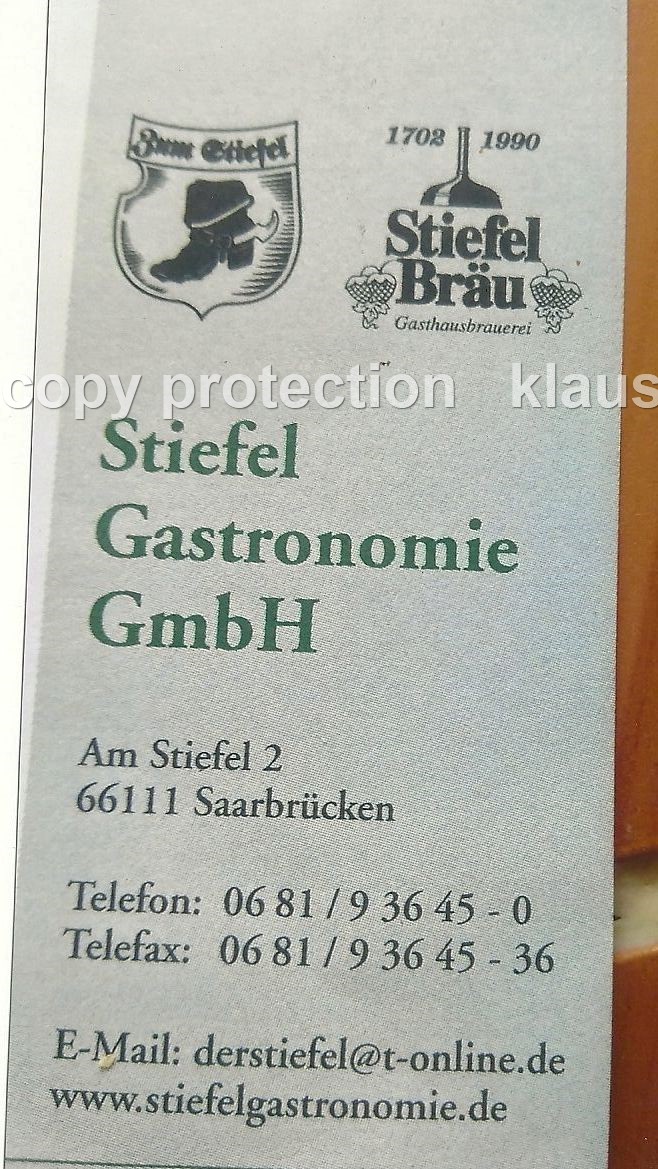 Zum Stiefel
1702 1990
Stiefel
Bräu
Gasthausbrauerei
copy protection klaus
Stiefel
Gastronomie
GmbH
Am Stiefel 2
66111 Saarbrücken
Telefon: 06 81 / 9 36 45 - 0
Telefax: 06 81 / 9 36 45 - 36
E-Mail: derstiefel@t-online.de
www.stiefelgastronomie.de